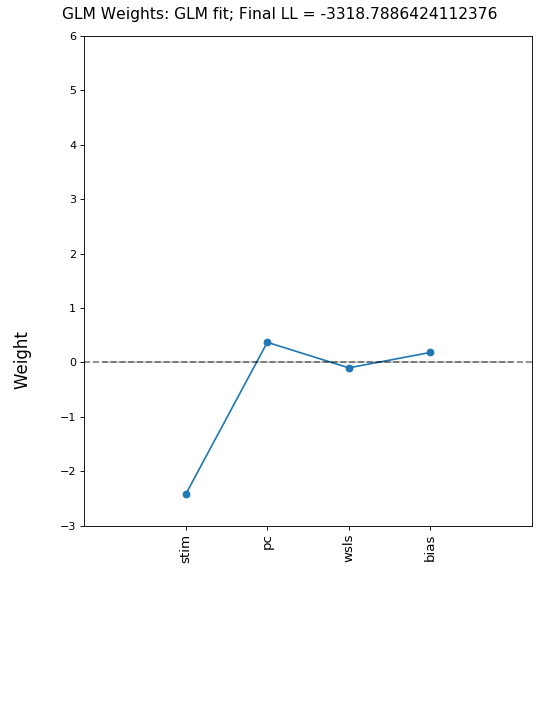 GLM Weights: GLM fit; Final LL = -3318.7886424112376
6
5
4
3
2
1
0
−1
−2
−3
Weight
stim
pc
wsls
bias